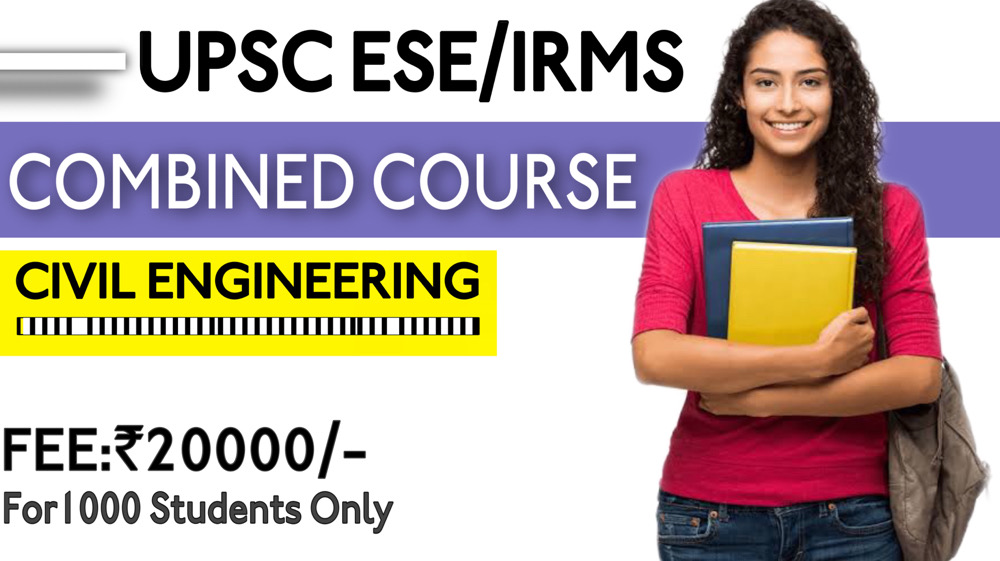 UPSC ESE/IRMS
COMBINED COURSE
CIVIL ENGINEERING
FEE:₹20000/-
For1000 Students Only